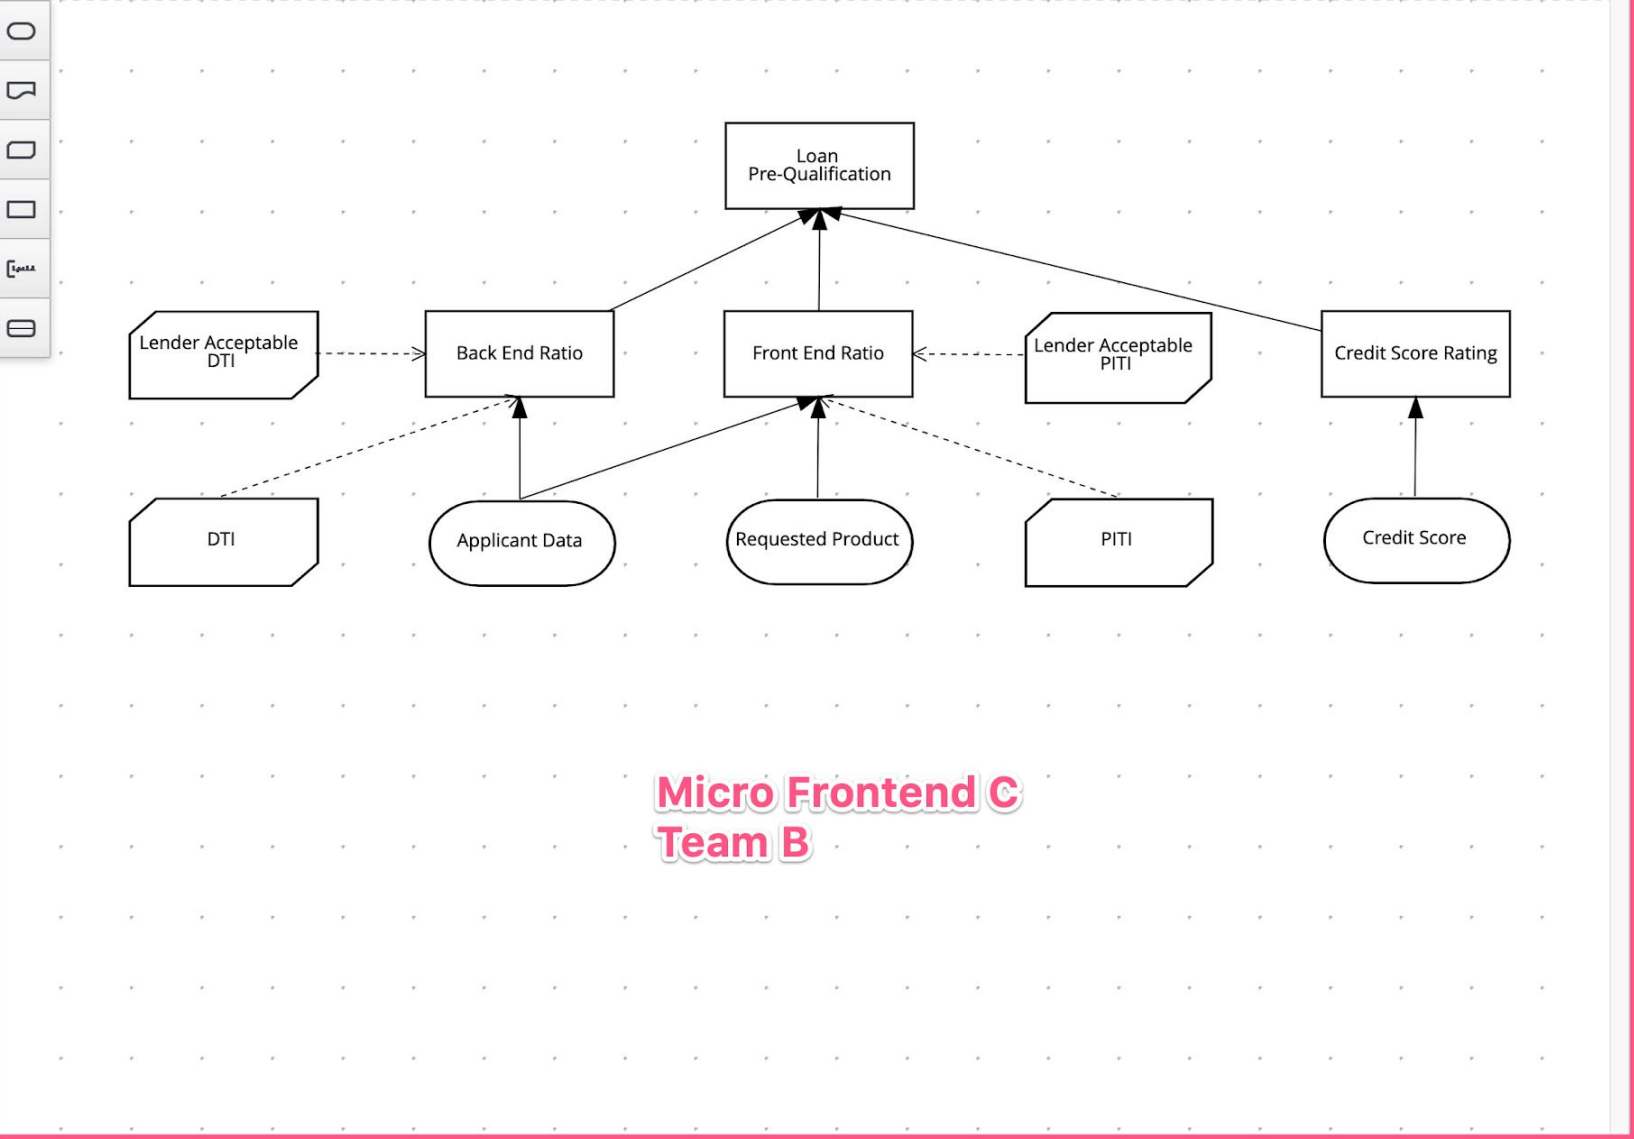 Loan
Pre-Qualification
Lender Acceptable
DTI
Back End Ratio
Front End Ratio
Lender Acceptable
PITI
Credit Score Rating
DTI
Applicant Data
Requested Product
PITI
Credit Score
Micro Frontend C
Team B